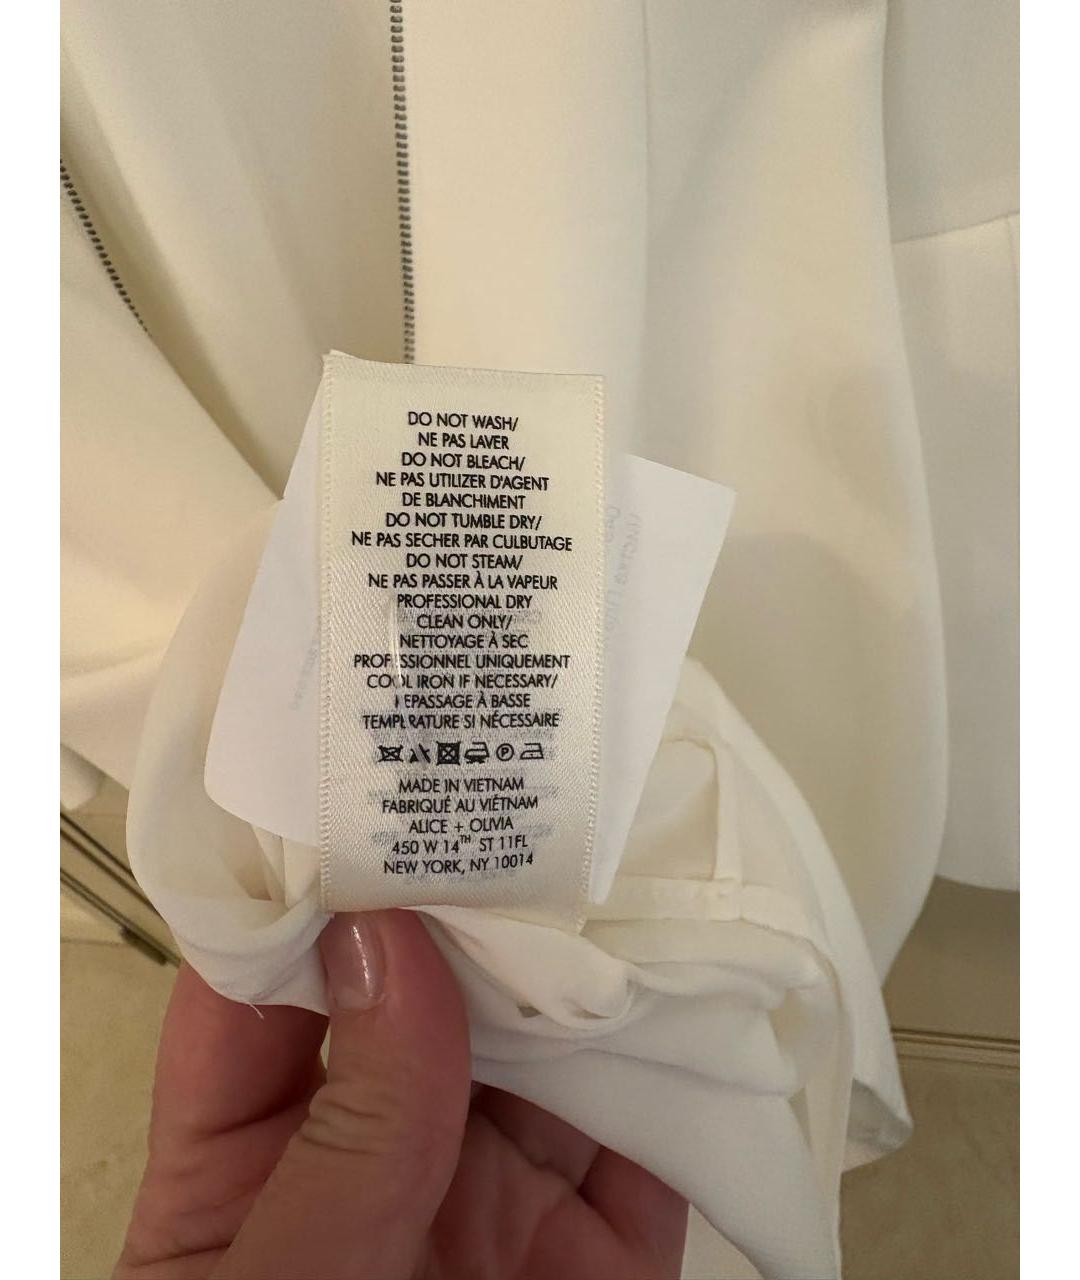 DO NOT WASH/
NE PAS LAVER
DO NOT BLEACH/
NE PAS UTILIZER D'AGENT
DE BLANCHIMENT
DO NOT TUMBLE DRY/
NE PAS SECHER PAR CULBUTAGE
DO NOT STEAM/
NE PAS PASSER À LA VAPEUR
PROFESSIONAL DRY
CLEAN ONLY/
NETTOYAGE À SEC
PROFESSIONNEL UNIQUEMENT
COOL IRON IF NECESSARY/
REPASSAGE À BASSE
TEMPERATURE SI NÉCESSAIRE
MADE IN VIETNAM
FABRIQUÉ AU VIÉTNAM
ALICE + OLIVIA
450 W 14TH ST 11FL
NEW YORK, NY 10014